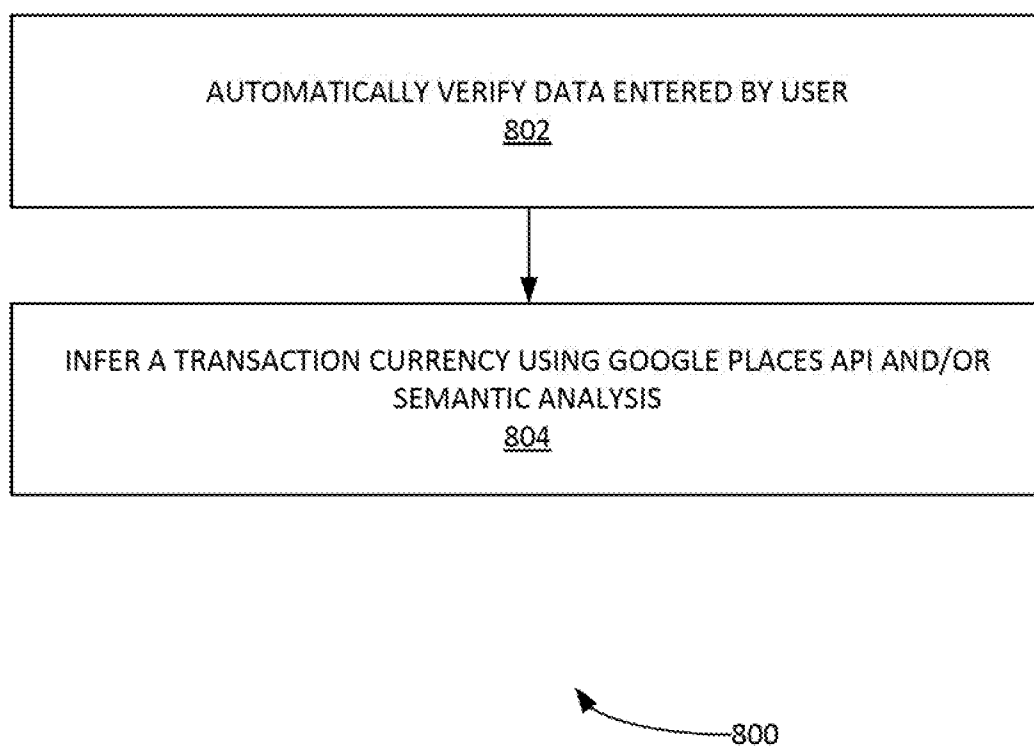 AUTOMATICALLY VERIFY DATA ENTERED BY USER
802
INFER A TRANSACTION CURRENCY USING GOOGLE PLACES API AND/OR
SEMANTIC ANALYSIS
804
800